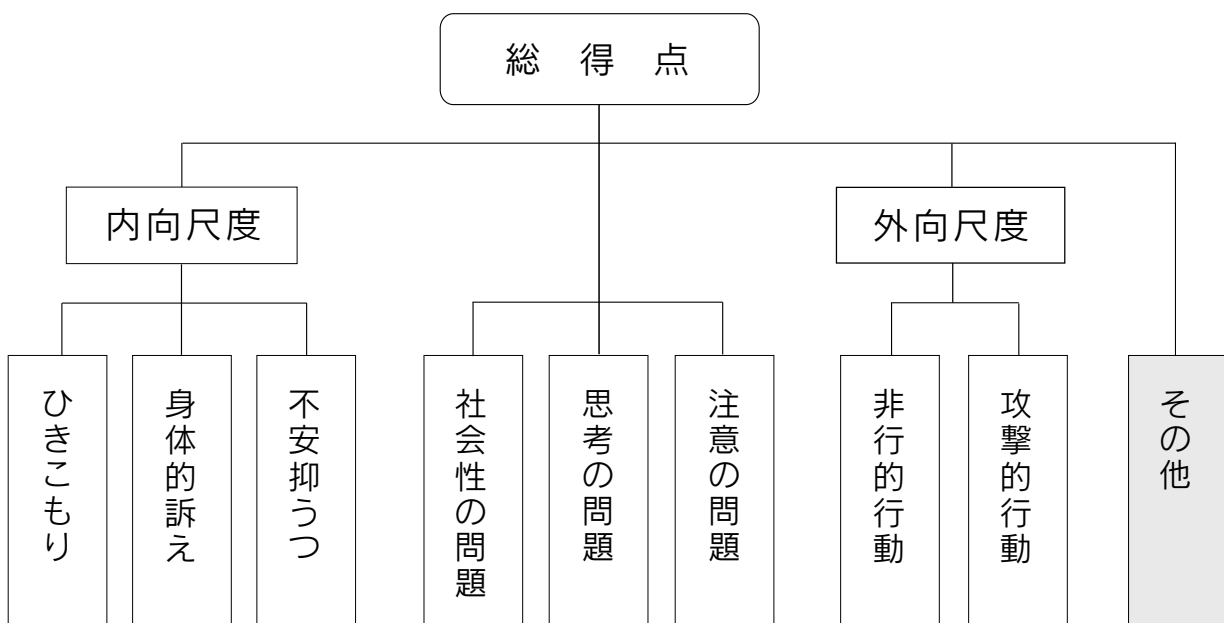 総 得 点
内向尺度
外向尺度
ひきこもり
身体的訴え
不安抑うつ
社会性の問題
思考の問題
注意の問題
非行的行動
攻撃的行動
その他